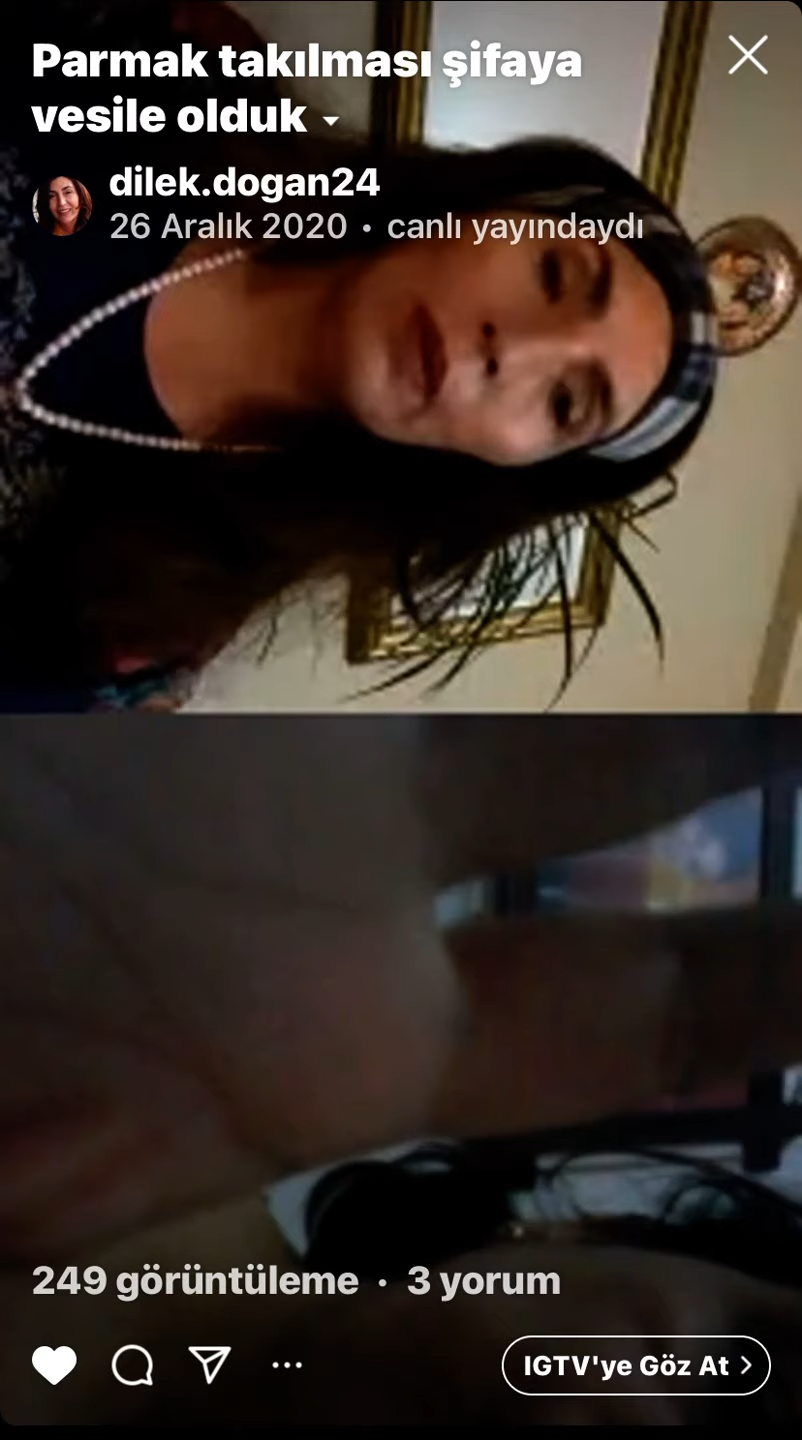 Parmak takılması şifaya
vesile olduk
dilek.dogan24
26 Aralık 2020 • canlı yayındaydı
249 görüntüleme • 3 yorum
IGTV'ye Göz At